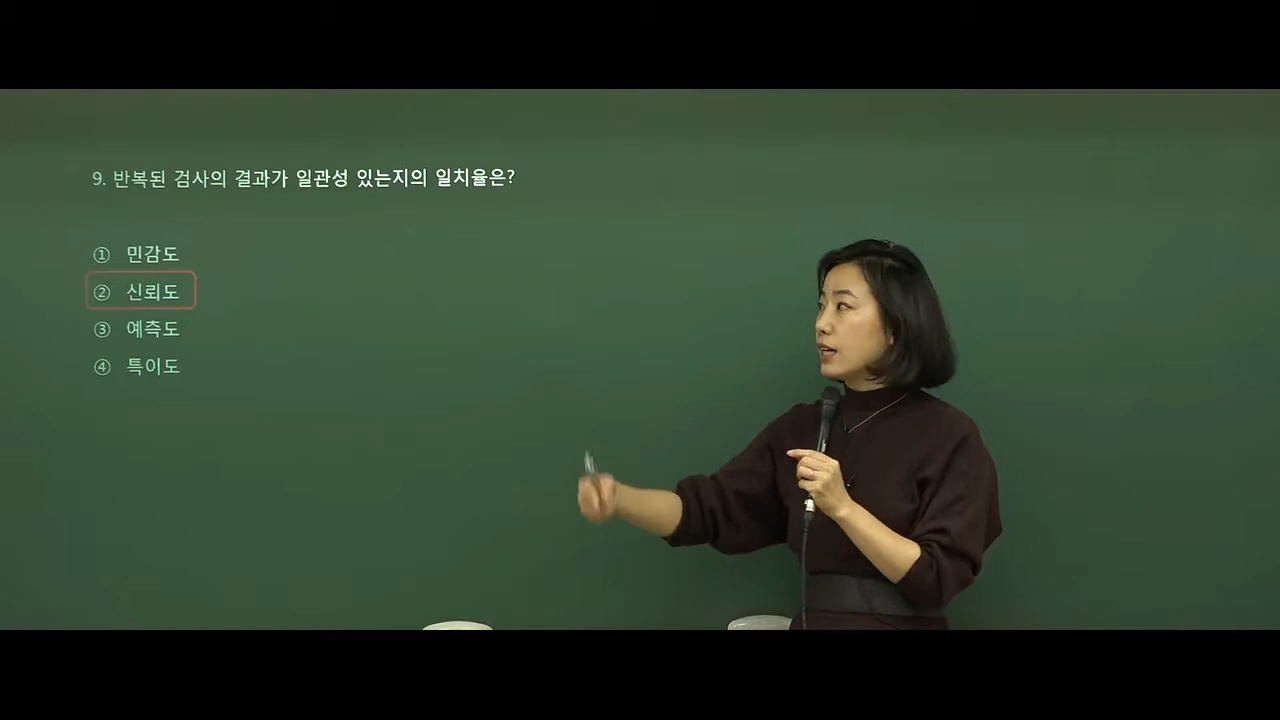 9. 반복된 검사의 결과가 일관성 있는지의 일치율은?
① 민감도
② 신뢰도
③ 예측도
④ 특이도